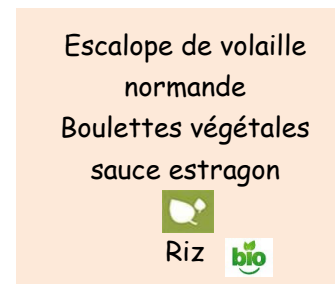 Escalope de volaille
normande
Boulettes végétales
sauce estragon
Riz bio